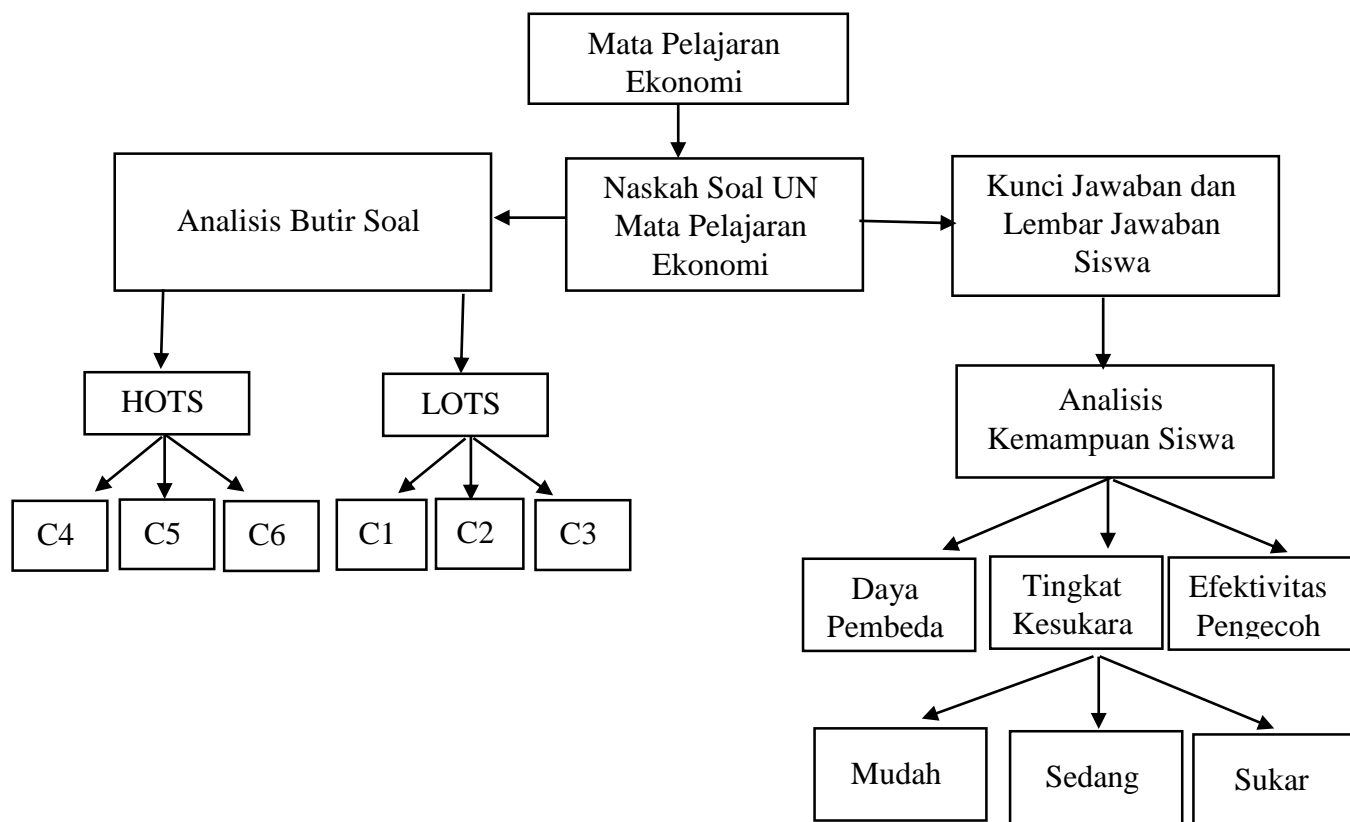 Mata Pelajaran
Ekonomi
Analisis Butir Soal
Naskah Soal UN
Mata Pelajaran
Ekonomi
Kunci Jawaban dan
Lembar Jawaban
Siswa
HOTS
LOTS
Analisis
Kemampuan Siswa
C4
C5
C6
C1
C2
C3
Daya
Pembeda
Tingkat
Kesukara
Efektivitas
Pengecoh
Mudah
Sedang
Sukar